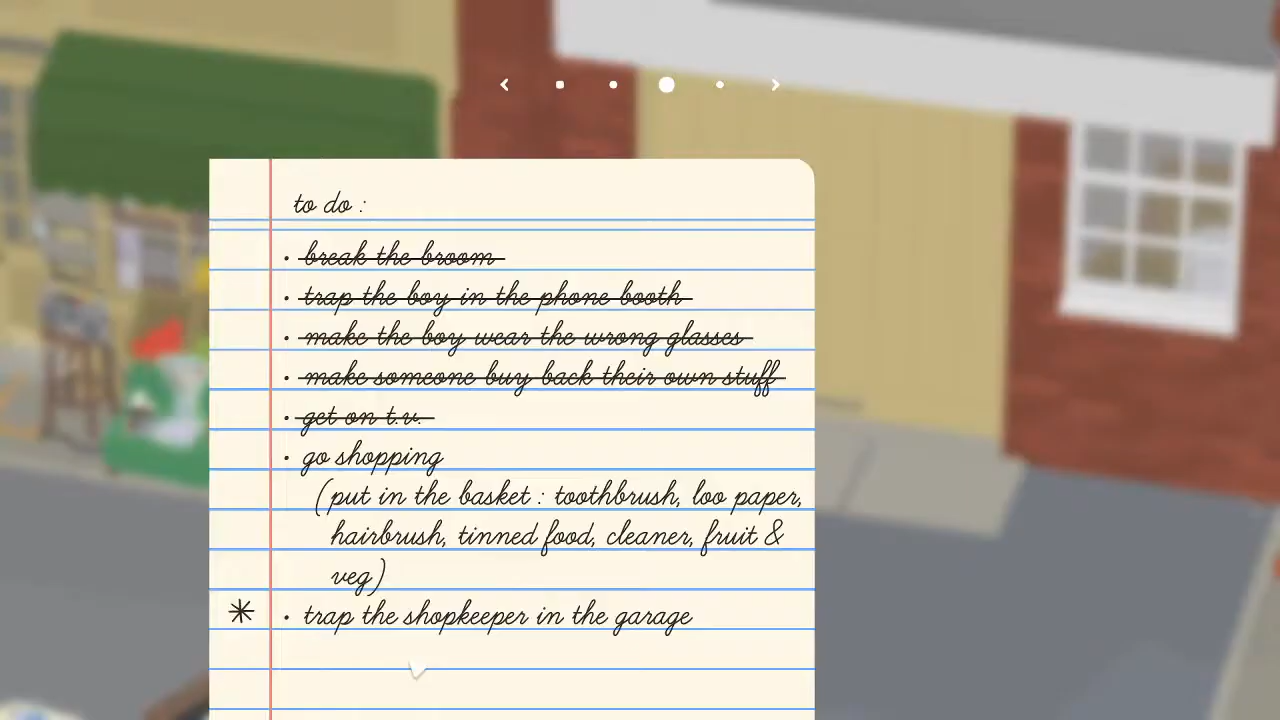 to do :
• break the broom
• trap the boy in the phone booth
• make the boy wear the wrong glasses
• make someone buy back their own stuff
• get on t.v.
• go shopping
(put in the basket : toothbrush, loo paper,
hairbrush, tinned food, cleaner, fruit &
veg)
* • trap the shopkeeper in the garage